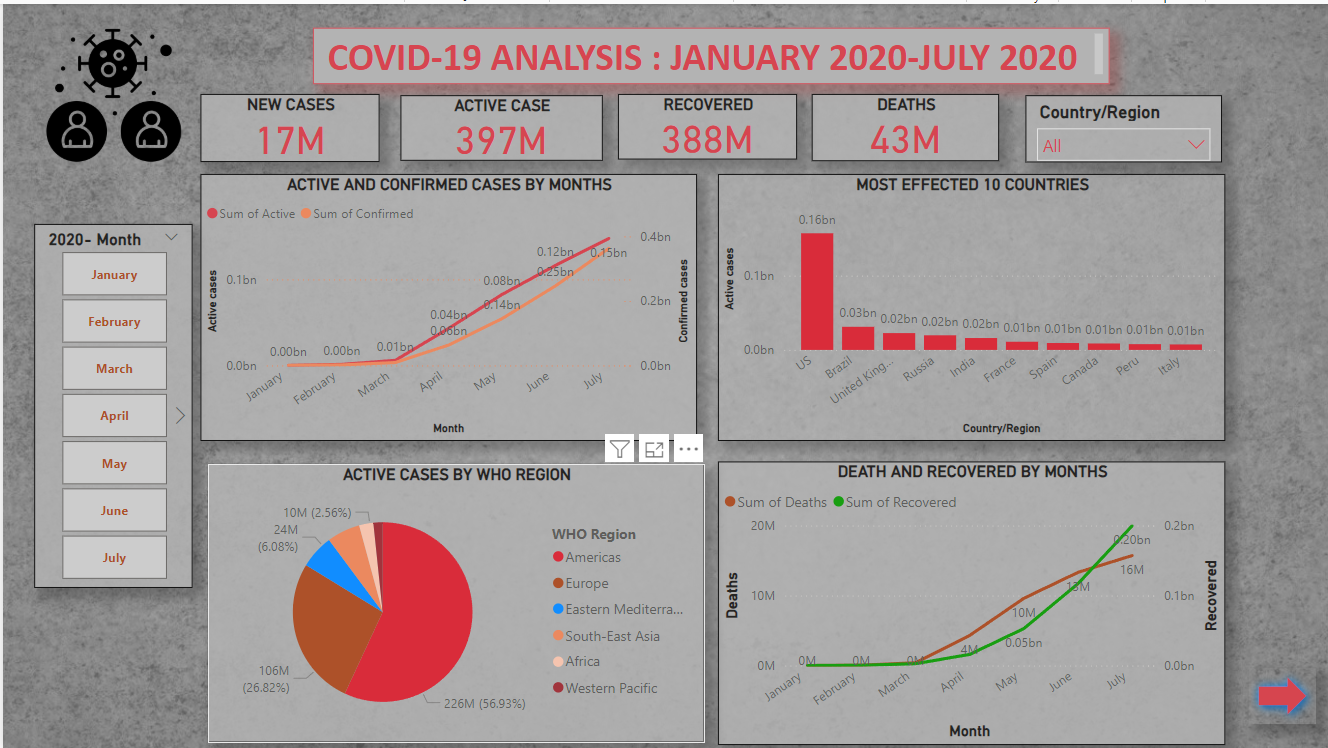 COVID-19 ANALYSIS : JANUARY 2020-JULY 2020
NEW CASES
17M
ACTIVE CASE
397M
RECOVERED
388M
DEATHS
43M
Country/Region
All
2020- Month
January
February
March
April
May
June
July
ACTIVE AND CONFIRMED CASES BY MONTHS
Sum of Active
Sum of Confirmed
Active cases
0.1bn
0.0bn
0.00bn
0.00bn
0.01bn
0.04bn
0.06bn
0.08bn
0.14bn
0.12bn
0.25bn
0.15bn
0.4bn
0.2bn
0.0bn
Confirmed cases
January
February
March
April
May
June
July
Month
MOST EFFECTED 10 COUNTRIES
Active cases
0.1bn
0.0bn
0.16bn
0.03bn
0.02bn
0.02bn
0.02bn
0.01bn
0.01bn
0.01bn
0.01bn
0.01bn
US
Brazil
United King...
Russia
India
France
Spain
Canada
Peru
Italy
Country/Region
ACTIVE CASES BY WHO REGION
10M (2.56%)
24M
(6.08%)
106M
(26.82%)
226M (56.93%)
WHO Region
Americas
Europe
Eastern Mediterra...
South-East Asia
Africa
Western Pacific
DEATH AND RECOVERED BY MONTHS
Sum of Deaths
Sum of Recovered
Deaths
20M
10M
0M
0M
0M
0M
4M
10M
0.05bn
13M
0.20bn
16M
0.2bn
0.1bn
0.0bn
Recovered
January
February
March
April
May
June
July
Month